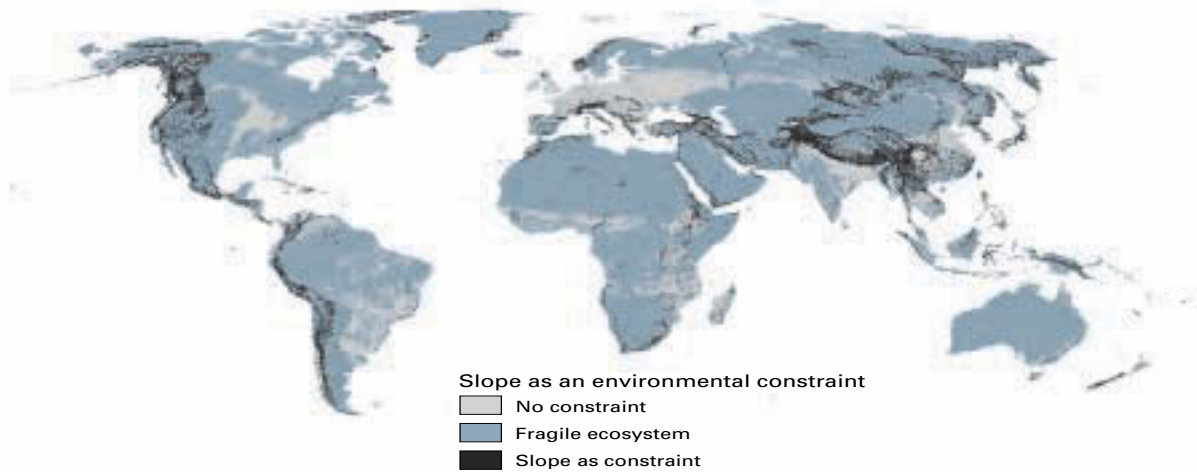 Slope as an environmental constraint
No constraint
Fragile ecosystem
Slope as constraint